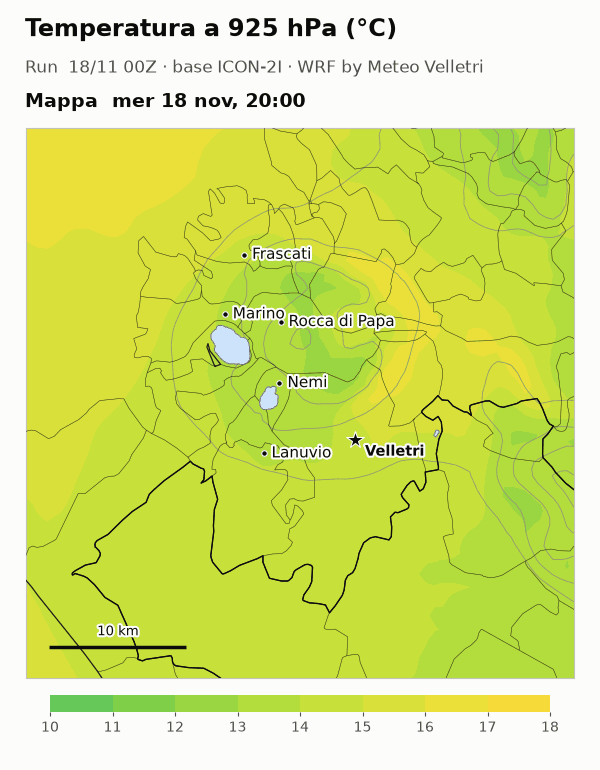 Temperatura a 925 hPa (°C)
Run  18/11 00Z · base ICON-2I · WRF by Meteo Velletri
Mappa  mer 18 nov, 20:00
Frascati
Marino
Rocca di Papa
Nemi
Velletri
Lanuvio
10 km
10 11 12 13 14 15 16 17 18